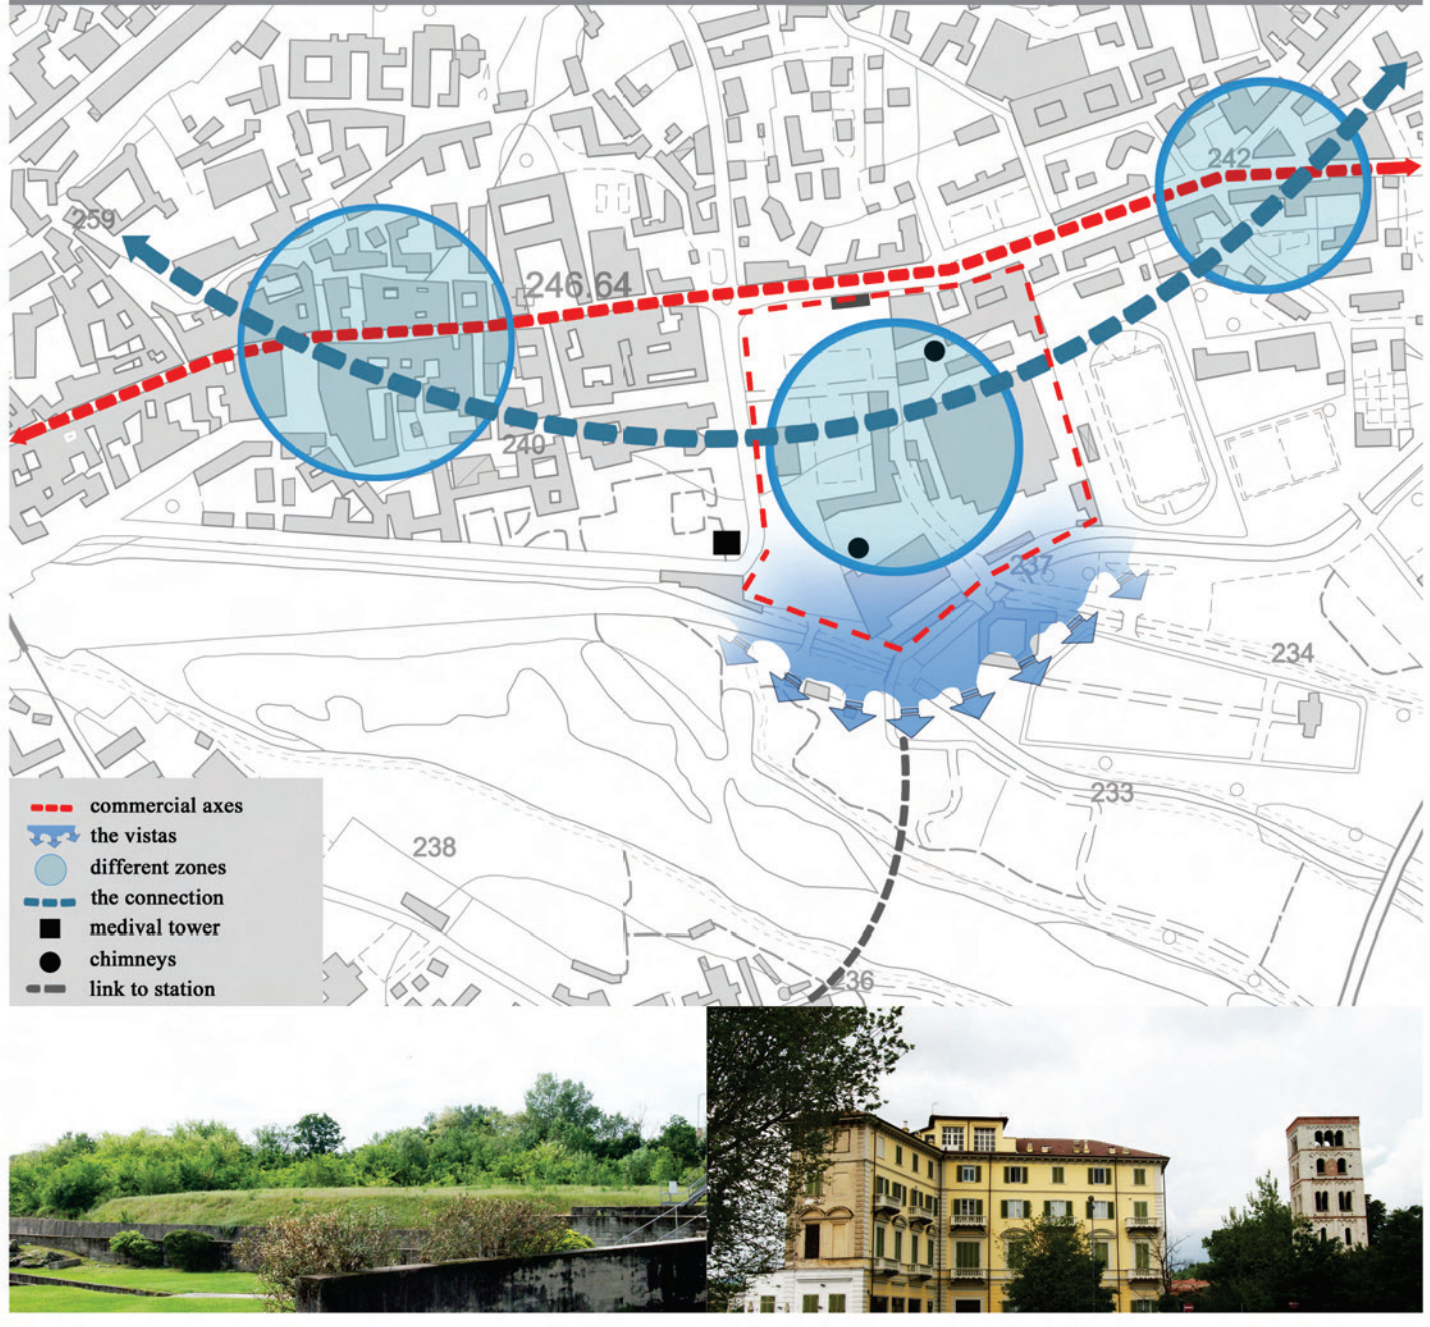 242
259
246.64
240
237
234
233
238
236
commercial axes
the vistas
different zones
the connection
medival tower
chimneys
link to station